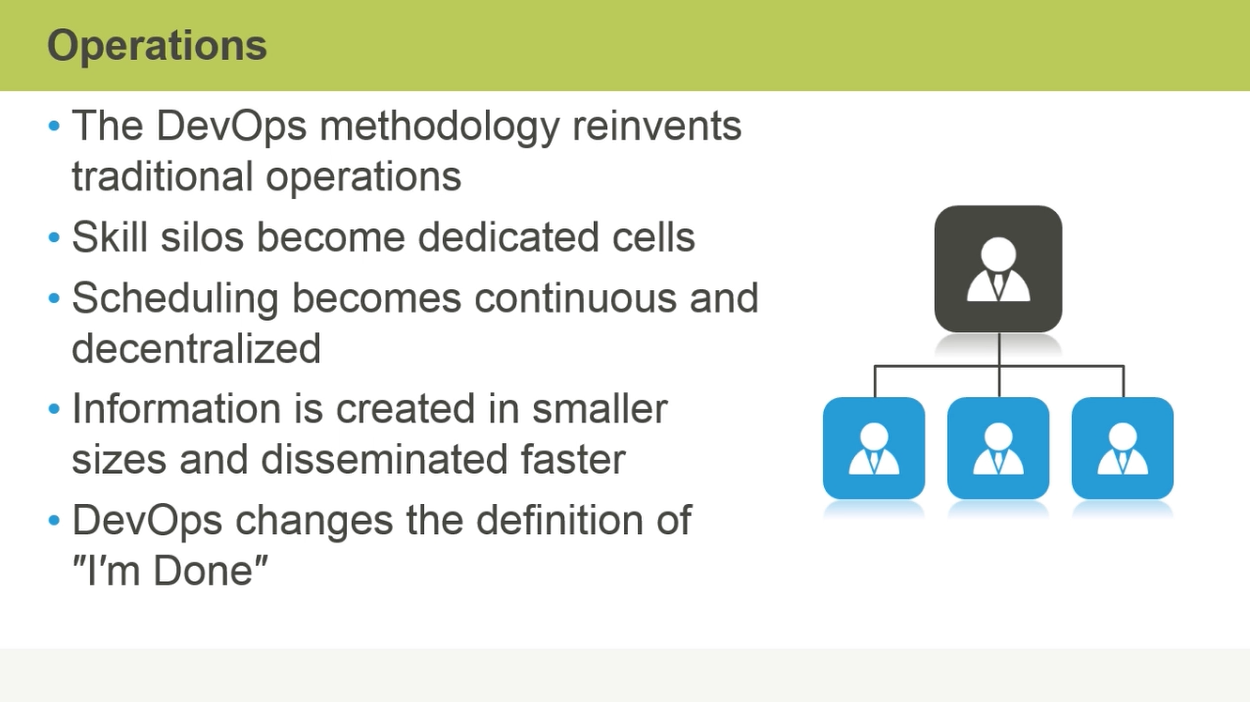 Operations
• The DevOps methodology reinvents
traditional operations
• Skill silos become dedicated cells
• Scheduling becomes continuous and
decentralized
• Information is created in smaller
sizes and disseminated faster
• DevOps changes the definition of
″I′m Done″